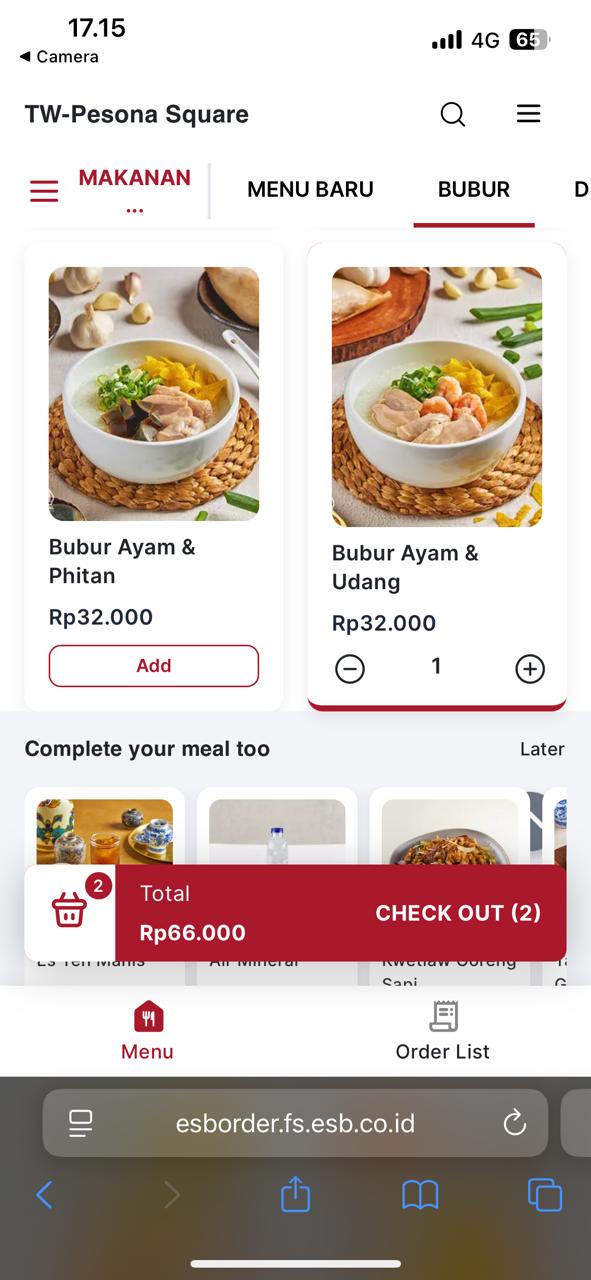 17.15
4G
65
Camera
TW-Pesona Square
MAKANAN
...
MENU BARU
BUBUR
D
Bubur Ayam &
Phitan
Rp32.000
Add
Bubur Ayam &
Udang
Rp32.000
1
Complete your meal too
Later
2
Total
Rp66.000
CHECK OUT (2)
Es Teh Manis
Air Mineral
Kwetiaw Goreng
Sapi
Menu
Order List
esborder.fs.esb.co.id